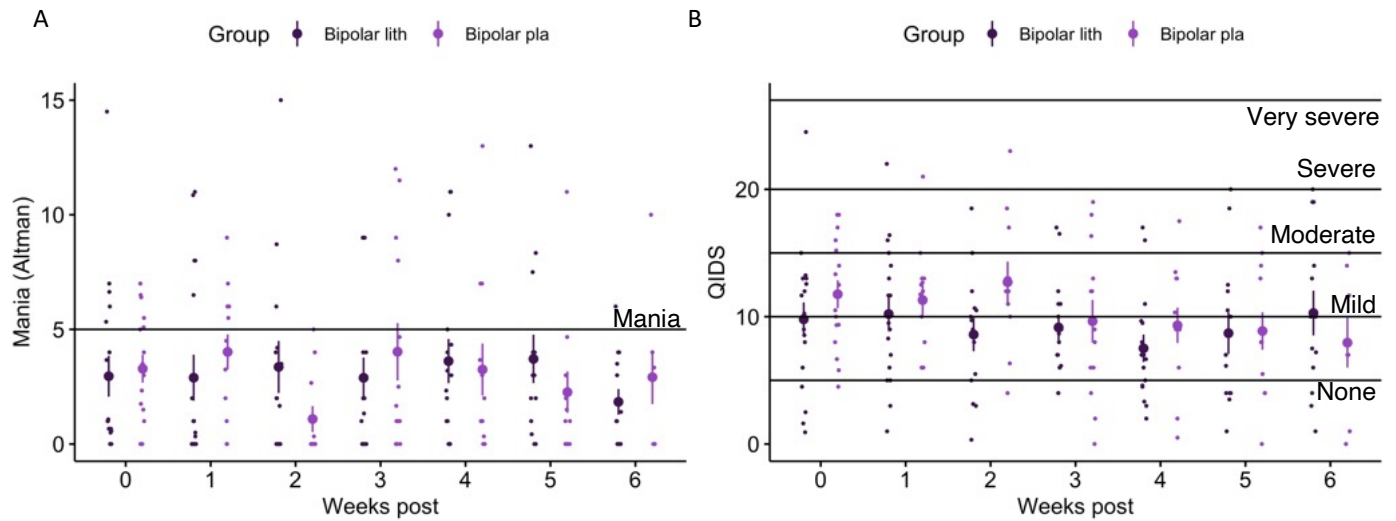 A
Group Bipolar lith Bipolar pla
15
10
5
0
Mania (Altman)
Mania
0 1 2 3 4 5 6
Weeks post
B
Group Bipolar lith Bipolar pla
20
10
0
QIDS
Very severe
Severe
Moderate
Mild
None
0 1 2 3 4 5 6
Weeks post